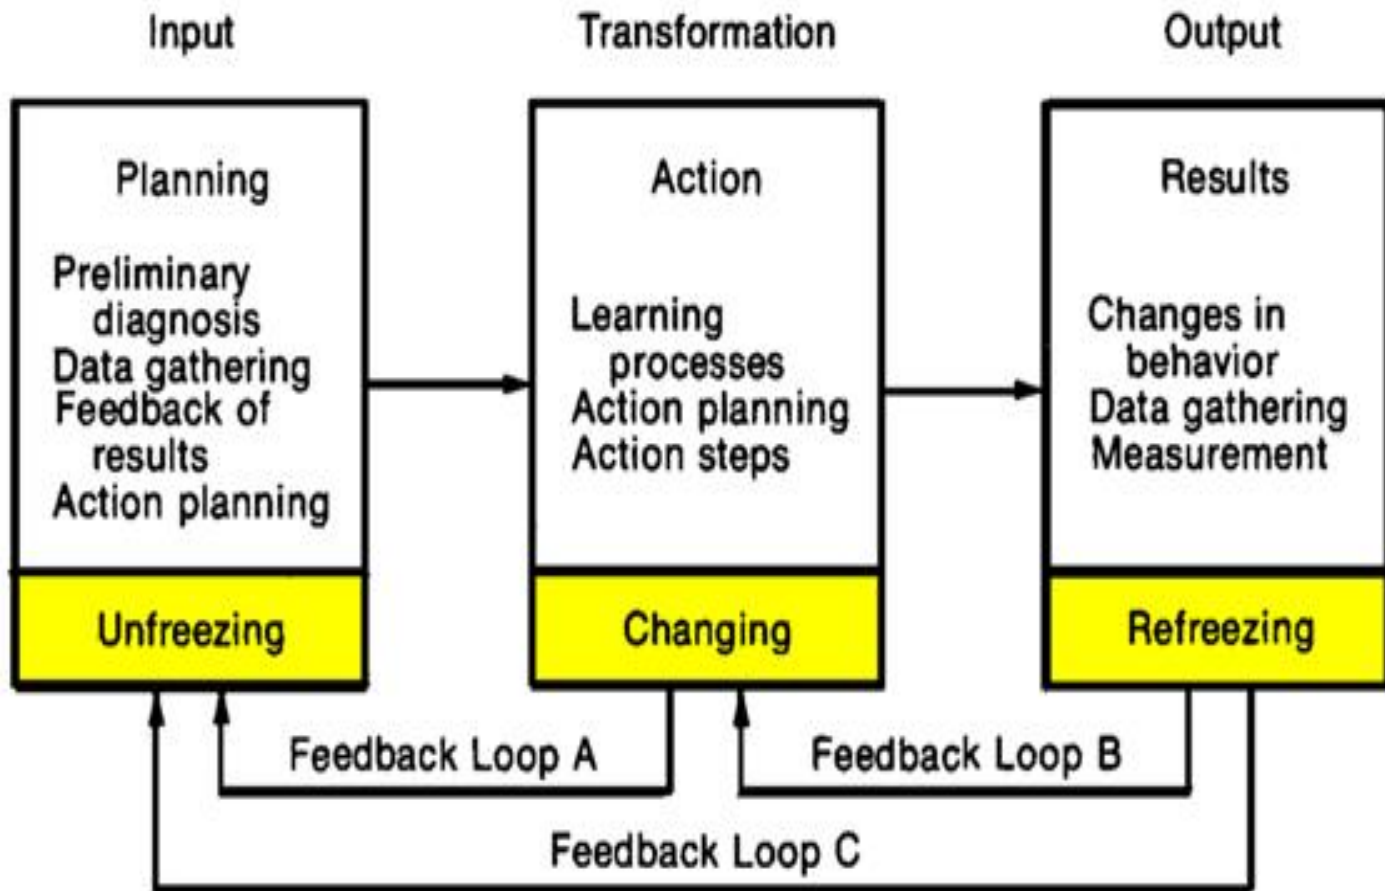 Input
Transformation
Output
Planning
Preliminary
diagnosis
Data gathering
Feedback of
results
Action planning
Unfreezing
Action
Learning
processes
Action planning
Action steps
Changing
Results
Changes in
behavior
Data gathering
Measurement
Refreezing
Feedback Loop A
Feedback Loop B
Feedback Loop C